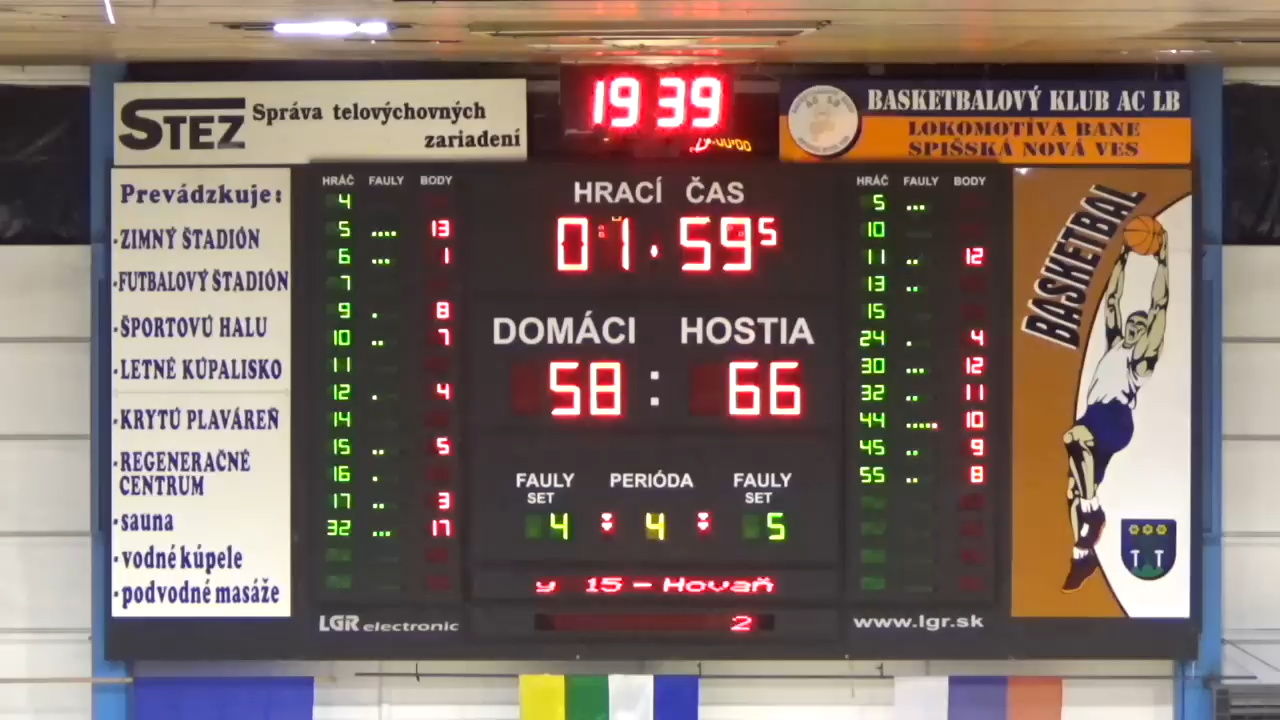 STEZ
Správa telovýchovných
zariadení
19 39
BASKETBALOVÝ KLUB AC LB
LOKOMOTÍVA BANE
SPIŠSKÁ NOVÁ VES
Prevádzkuje:
-ZIMNÝ ŠTADIÓN
-FUTBALOVÝ ŠTADIÓN
-ŠPORTOVÚ HALU
-LETNÉ KÚPALISKO
-KRYTÚ PLAVÁREŇ
-REGENERAČNÉ
CENTRUM
-sauna
-vodné kúpele
-podvodné masáže
HRÁČ FAULY BODY
4
5 .... 13
6 ... 1
7
9 . 8
10 .. 7
11
12 . 4
14
15 .. 5
16 .
17 .. 3
32 ... 17
LGR electronic
HRACÍ ČAS
01.59 5
DOMÁCI HOSTIA
58 : 66
FAULY SET PERIÓDA FAULY SET
4 : 4 : 5
y 15 - Hovaň
2
HRÁČ FAULY BODY
5 ...
10
11 .. 12
13 ..
15
24 . 4
30 ... 12
32 .. 11
44 ..... 10
45 .. 9
55 .. 8
www.lgr.sk
BASKETBAL